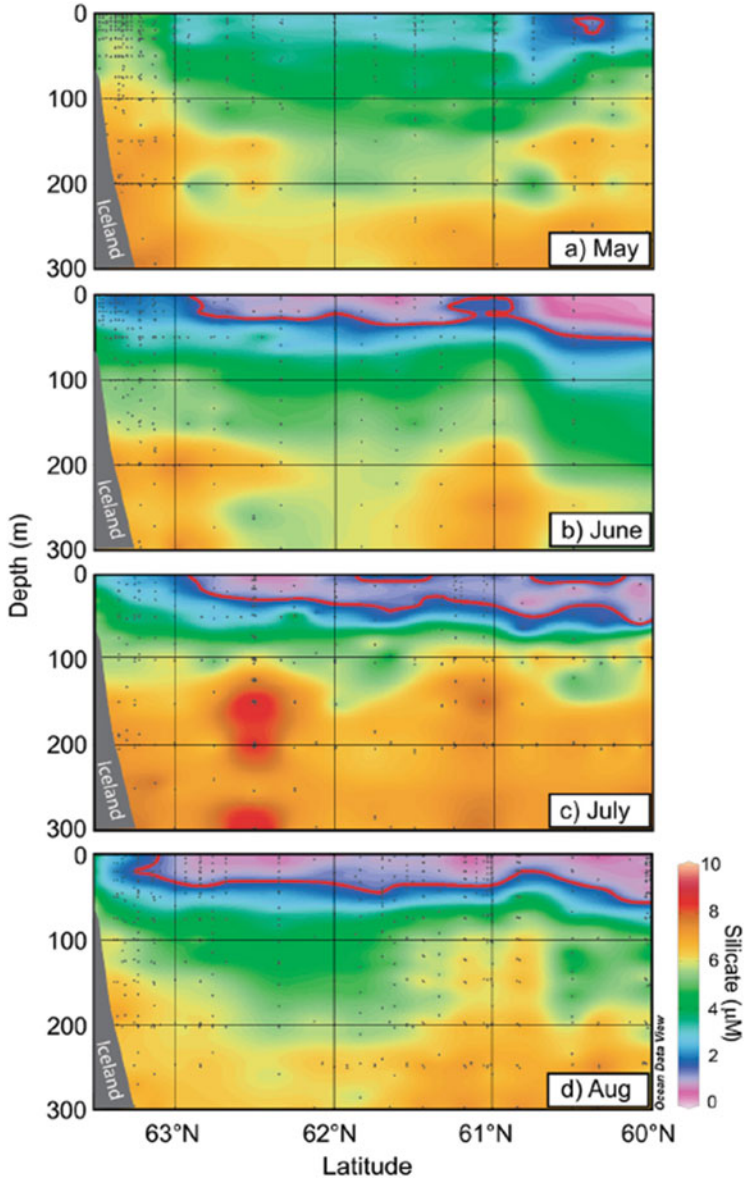 0
100
200
300
Iceland
a) May
0
100
200
300
Iceland
b) June
Depth (m)
0
100
200
300
Iceland
c) July
0
100
200
300
Iceland
d) Aug
Ocean Data View
10
8
6
4
2
0
Silicate (μM)
63°N 62°N 61°N 60°N
Latitude